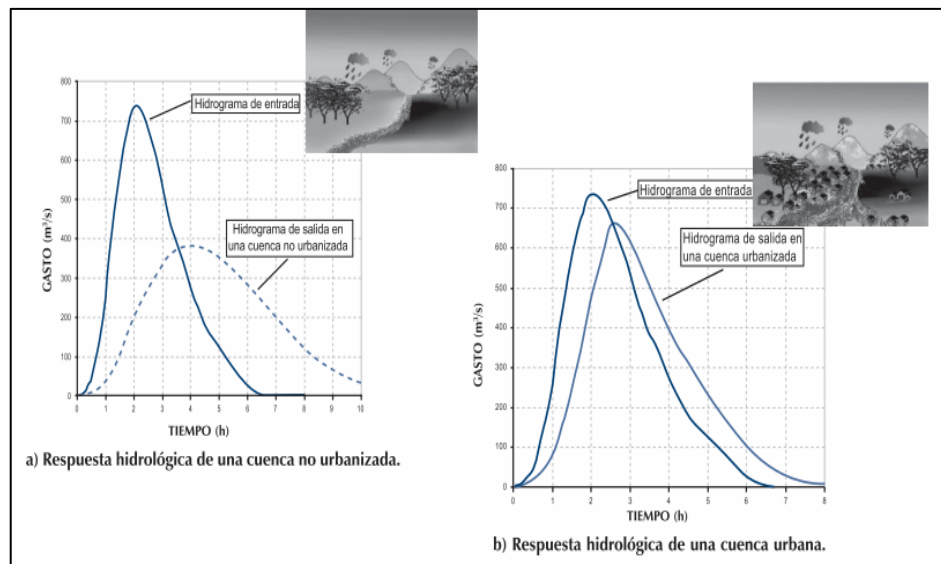 800
700
600
500
400
300
200
100
0
GASTO (m³/s)
Hidrograma de entrada
Hidrograma de salida en
una cuenca no urbanizada
0 1 2 3 4 5 6 7 8 9 10
TIEMPO (h)
a) Respuesta hidrológica de una cuenca no urbanizada.
800
700
600
500
400
300
200
100
0
GASTO (m³/s)
Hidrograma de entrada
Hidrograma de salida en
una cuenca urbanizada
0 1 2 3 4 5 6 7 8
TIEMPO (h)
b) Respuesta hidrológica de una cuenca urbana.